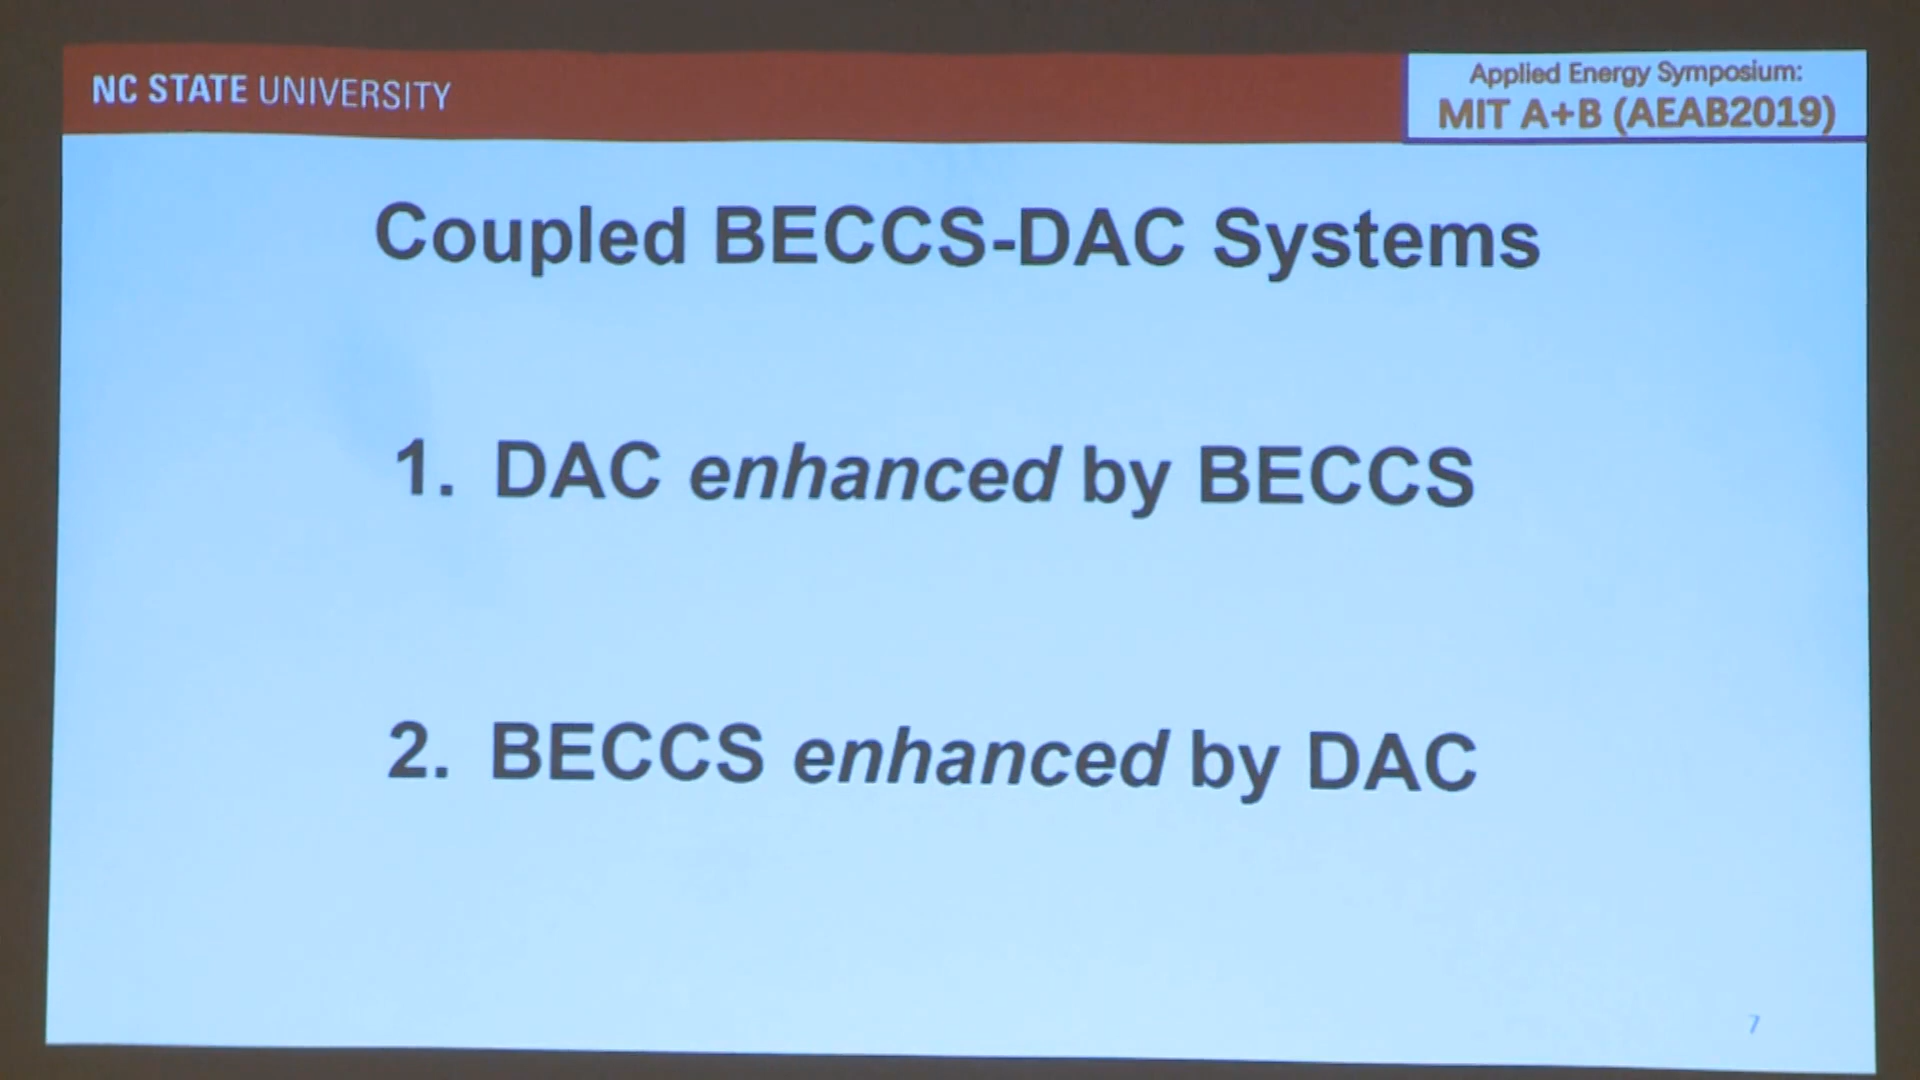 NC STATE UNIVERSITY
Applied Energy Symposium:
MIT A+B (AEAB2019)
Coupled BECCS-DAC Systems
1. DAC enhanced by BECCS
2. BECCS enhanced by DAC
7